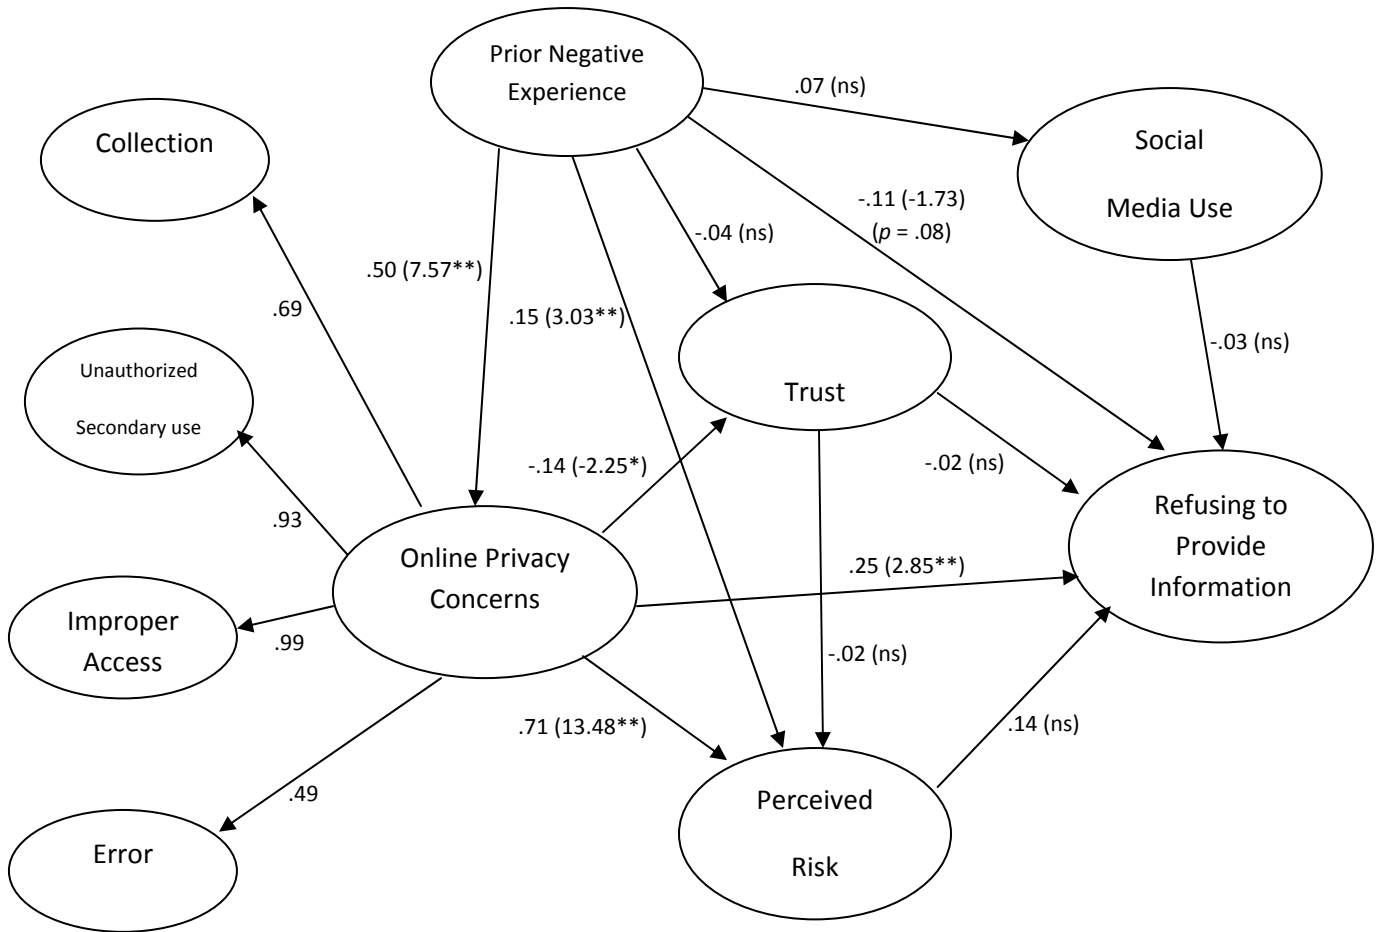 Prior Negative
Experience
.07 (ns)
Collection
Social
Media Use
-.11 (-1.73)
(p = .08)
-.04 (ns)
.50 (7.57**)
.69
.15 (3.03**)
-.03 (ns)
Unauthorized
Secondary use
Trust
-.14 (-2.25*)
-.02 (ns)
.93
Refusing to
Provide
Information
Online Privacy
Concerns
.25 (2.85**)
Improper
Access
.99
-.02 (ns)
.71 (13.48**)
.14 (ns)
.49
Perceived
Risk
Error